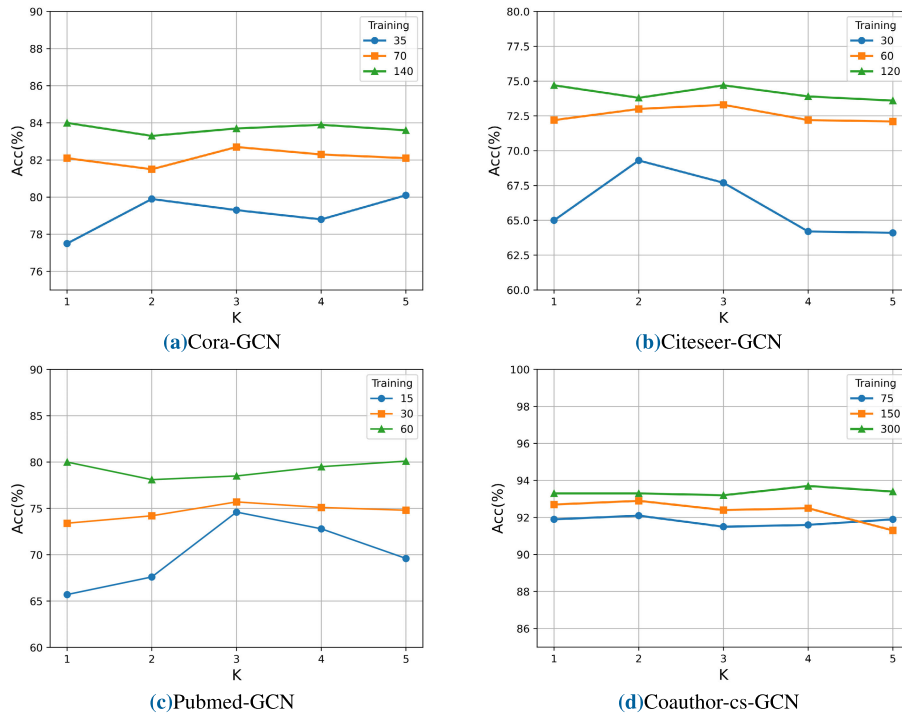 90
88
86
84
82
80
78
76
Acc(%)
1 2 3 4 5
K
Training
35
70
140
(a)Cora-GCN
80.0
77.5
75.0
72.5
70.0
67.5
65.0
62.5
60.0
Acc(%)
1 2 3 4 5
K
Training
30
60
120
(b)Citeseer-GCN
90
85
80
75
70
65
60
Acc(%)
1 2 3 4 5
K
Training
15
30
60
(c)Pubmed-GCN
100
98
96
94
92
90
88
86
Acc(%)
1 2 3 4 5
K
Training
75
150
300
(d)Coauthor-cs-GCN